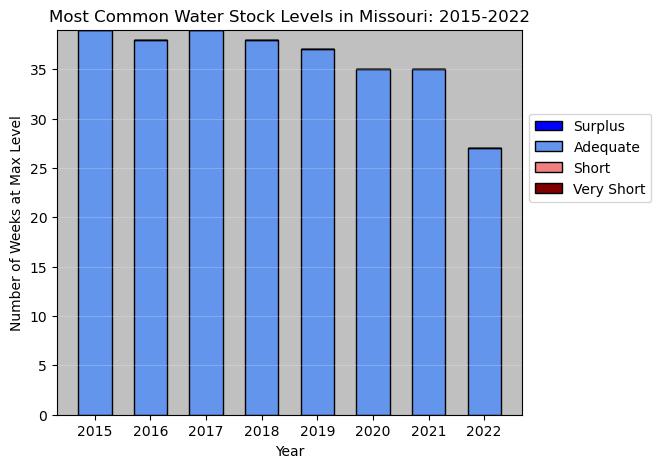 Most Common Water Stock Levels in Missouri: 2015-2022
Number of Weeks at Max Level
35
30
25
20
15
10
5
0
2015 2016 2017 2018 2019 2020 2021 2022
Year
Surplus
Adequate
Short
Very Short